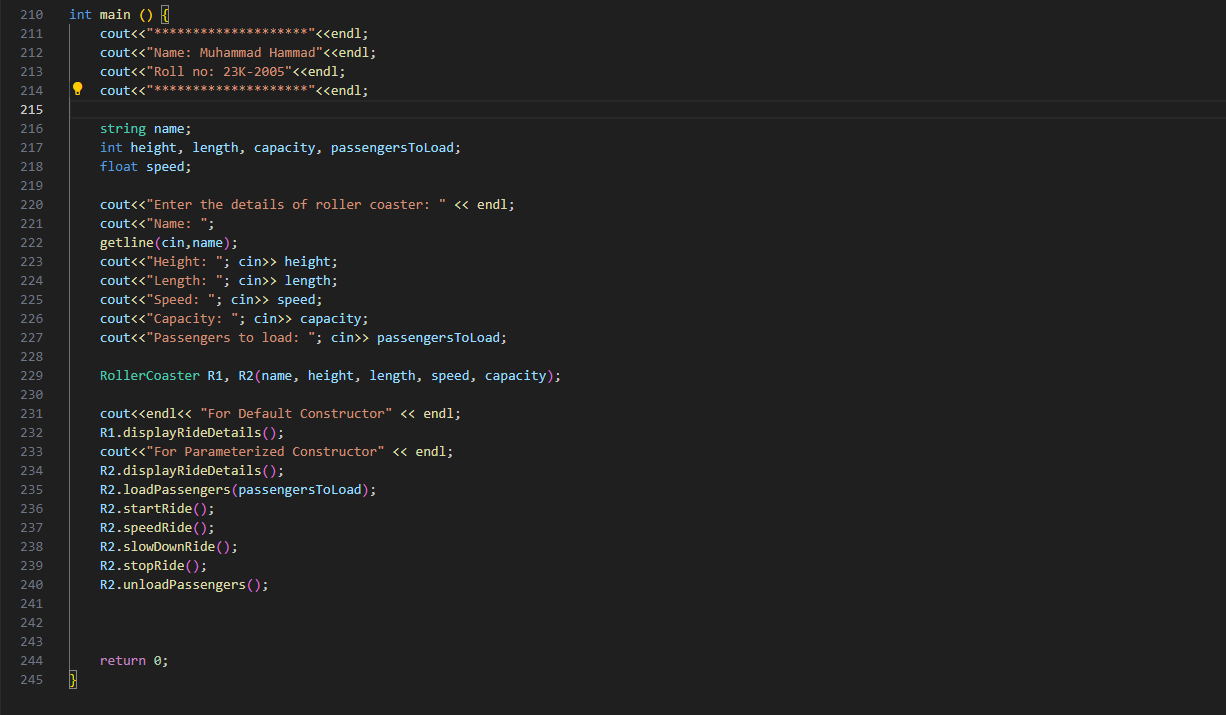 210 int main () {
211 cout<<"********************"<<endl;
212 cout<<"Name: Muhammad Hammad"<<endl;
213 cout<<"Roll no: 23K-2005"<<endl;
214 cout<<"********************"<<endl;
215
216 string name;
217 int height, length, capacity, passengersToLoad;
218 float speed;
219
220 cout<<"Enter the details of roller coaster: " << endl;
221 cout<<"Name: ";
222 getline(cin,name);
223 cout<<"Height: "; cin>> height;
224 cout<<"Length: "; cin>> length;
225 cout<<"Speed: "; cin>> speed;
226 cout<<"Capacity: "; cin>> capacity;
227 cout<<"Passengers to load: "; cin>> passengersToLoad;
228
229 RollerCoaster R1, R2(name, height, length, speed, capacity);
230
231 cout<<endl<< "For Default Constructor" << endl;
232 R1.displayRideDetails();
233 cout<<"For Parameterized Constructor" << endl;
234 R2.displayRideDetails();
235 R2.loadPassengers(passengersToLoad);
236 R2.startRide();
237 R2.speedRide();
238 R2.slowDownRide();
239 R2.stopRide();
240 R2.unloadPassengers();
241
242
243
244 return 0;
245 }